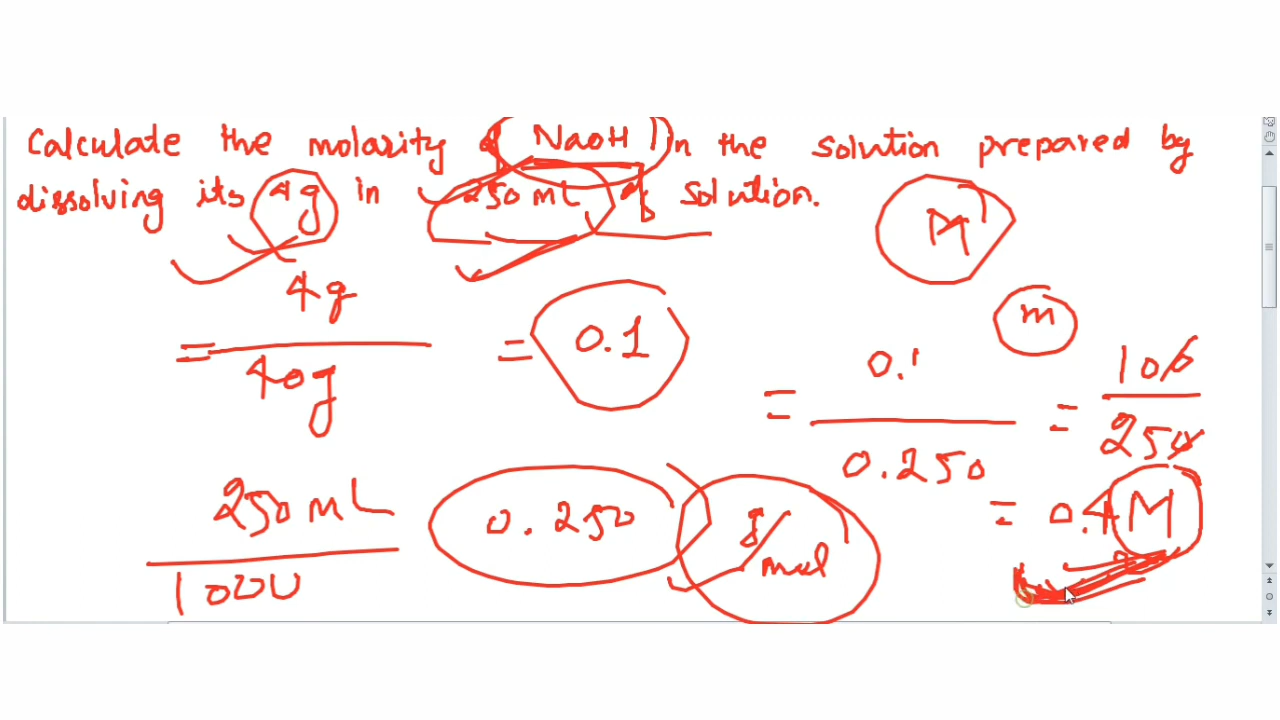 Calculate the molarity of NaOH in the solution prepared by
dissolving its 4g in 250 mL of solution.
M
m
= 4g / 40g = 0.1
= 0.1 / 0.250 = 100 / 250
= 0.4 M
250 mL / 1000
0.250
g / mol